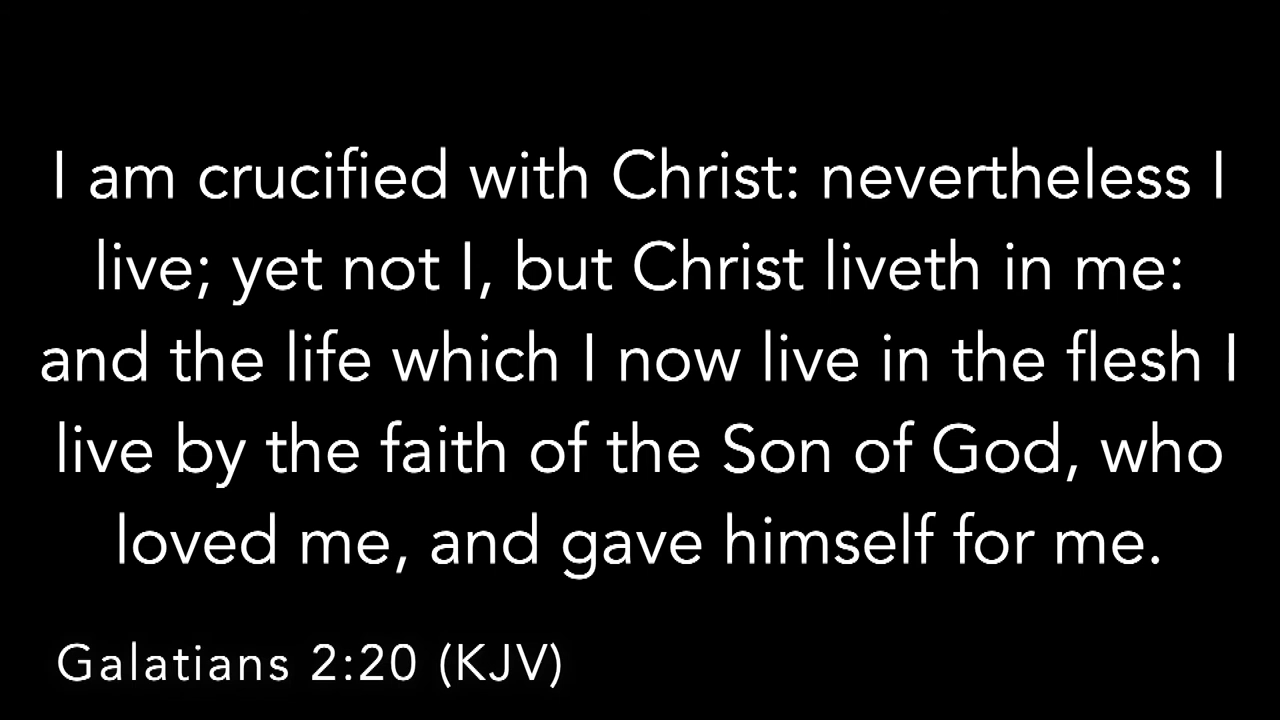 I am crucified with Christ: nevertheless I
live; yet not I, but Christ liveth in me:
and the life which I now live in the flesh I
live by the faith of the Son of God, who
loved me, and gave himself for me.
Galatians 2:20 (KJV)